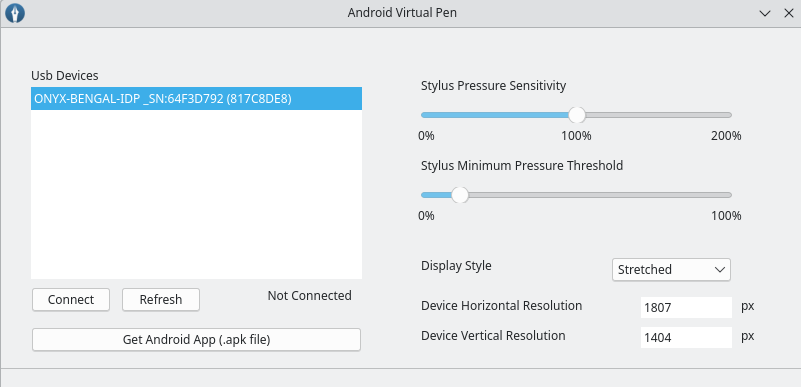 Android Virtual Pen
Usb Devices
ONYX-BENGAL-IDP _SN:64F3D792 (817C8DE8)
Connect
Refresh
Not Connected
Get Android App (.apk file)
Stylus Pressure Sensitivity
0% 100% 200%
Stylus Minimum Pressure Threshold
0% 100%
Display Style Stretched
Device Horizontal Resolution 1807 px
Device Vertical Resolution 1404 px